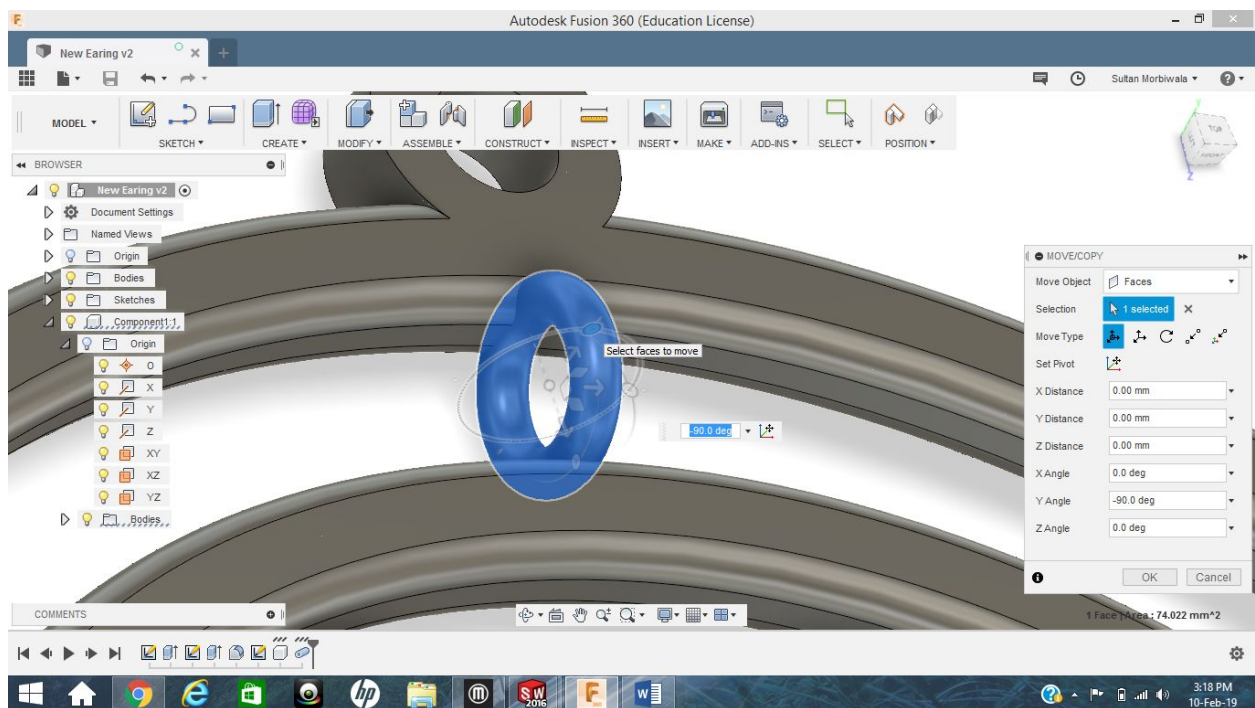 Autodesk Fusion 360 (Education License)
New Earing v2
Sultan Morbiwala
MODEL
SKETCH
CREATE
MODIFY
ASSEMBLE
CONSTRUCT
INSPECT
INSERT
MAKE
ADD-INS
SELECT
POSITION
BROWSER
New Earing v2
Document Settings
Named Views
Origin
Bodies
Sketches
Component1:1
Origin
O
X
Y
Z
XY
XZ
YZ
Bodies
TOP
Y
Z
Select faces to move
-90.0 deg
MOVE/COPY
Move Object Faces
Selection 1 selected
Move Type
Set Pivot
X Distance 0.00 mm
Y Distance 0.00 mm
Z Distance 0.00 mm
X Angle 0.0 deg
Y Angle -90.0 deg
Z Angle 0.0 deg
OK Cancel
COMMENTS
1 Face | Area : 74.022 mm^2
hp
SW
2016
F
W
3:18 PM
10-Feb-19